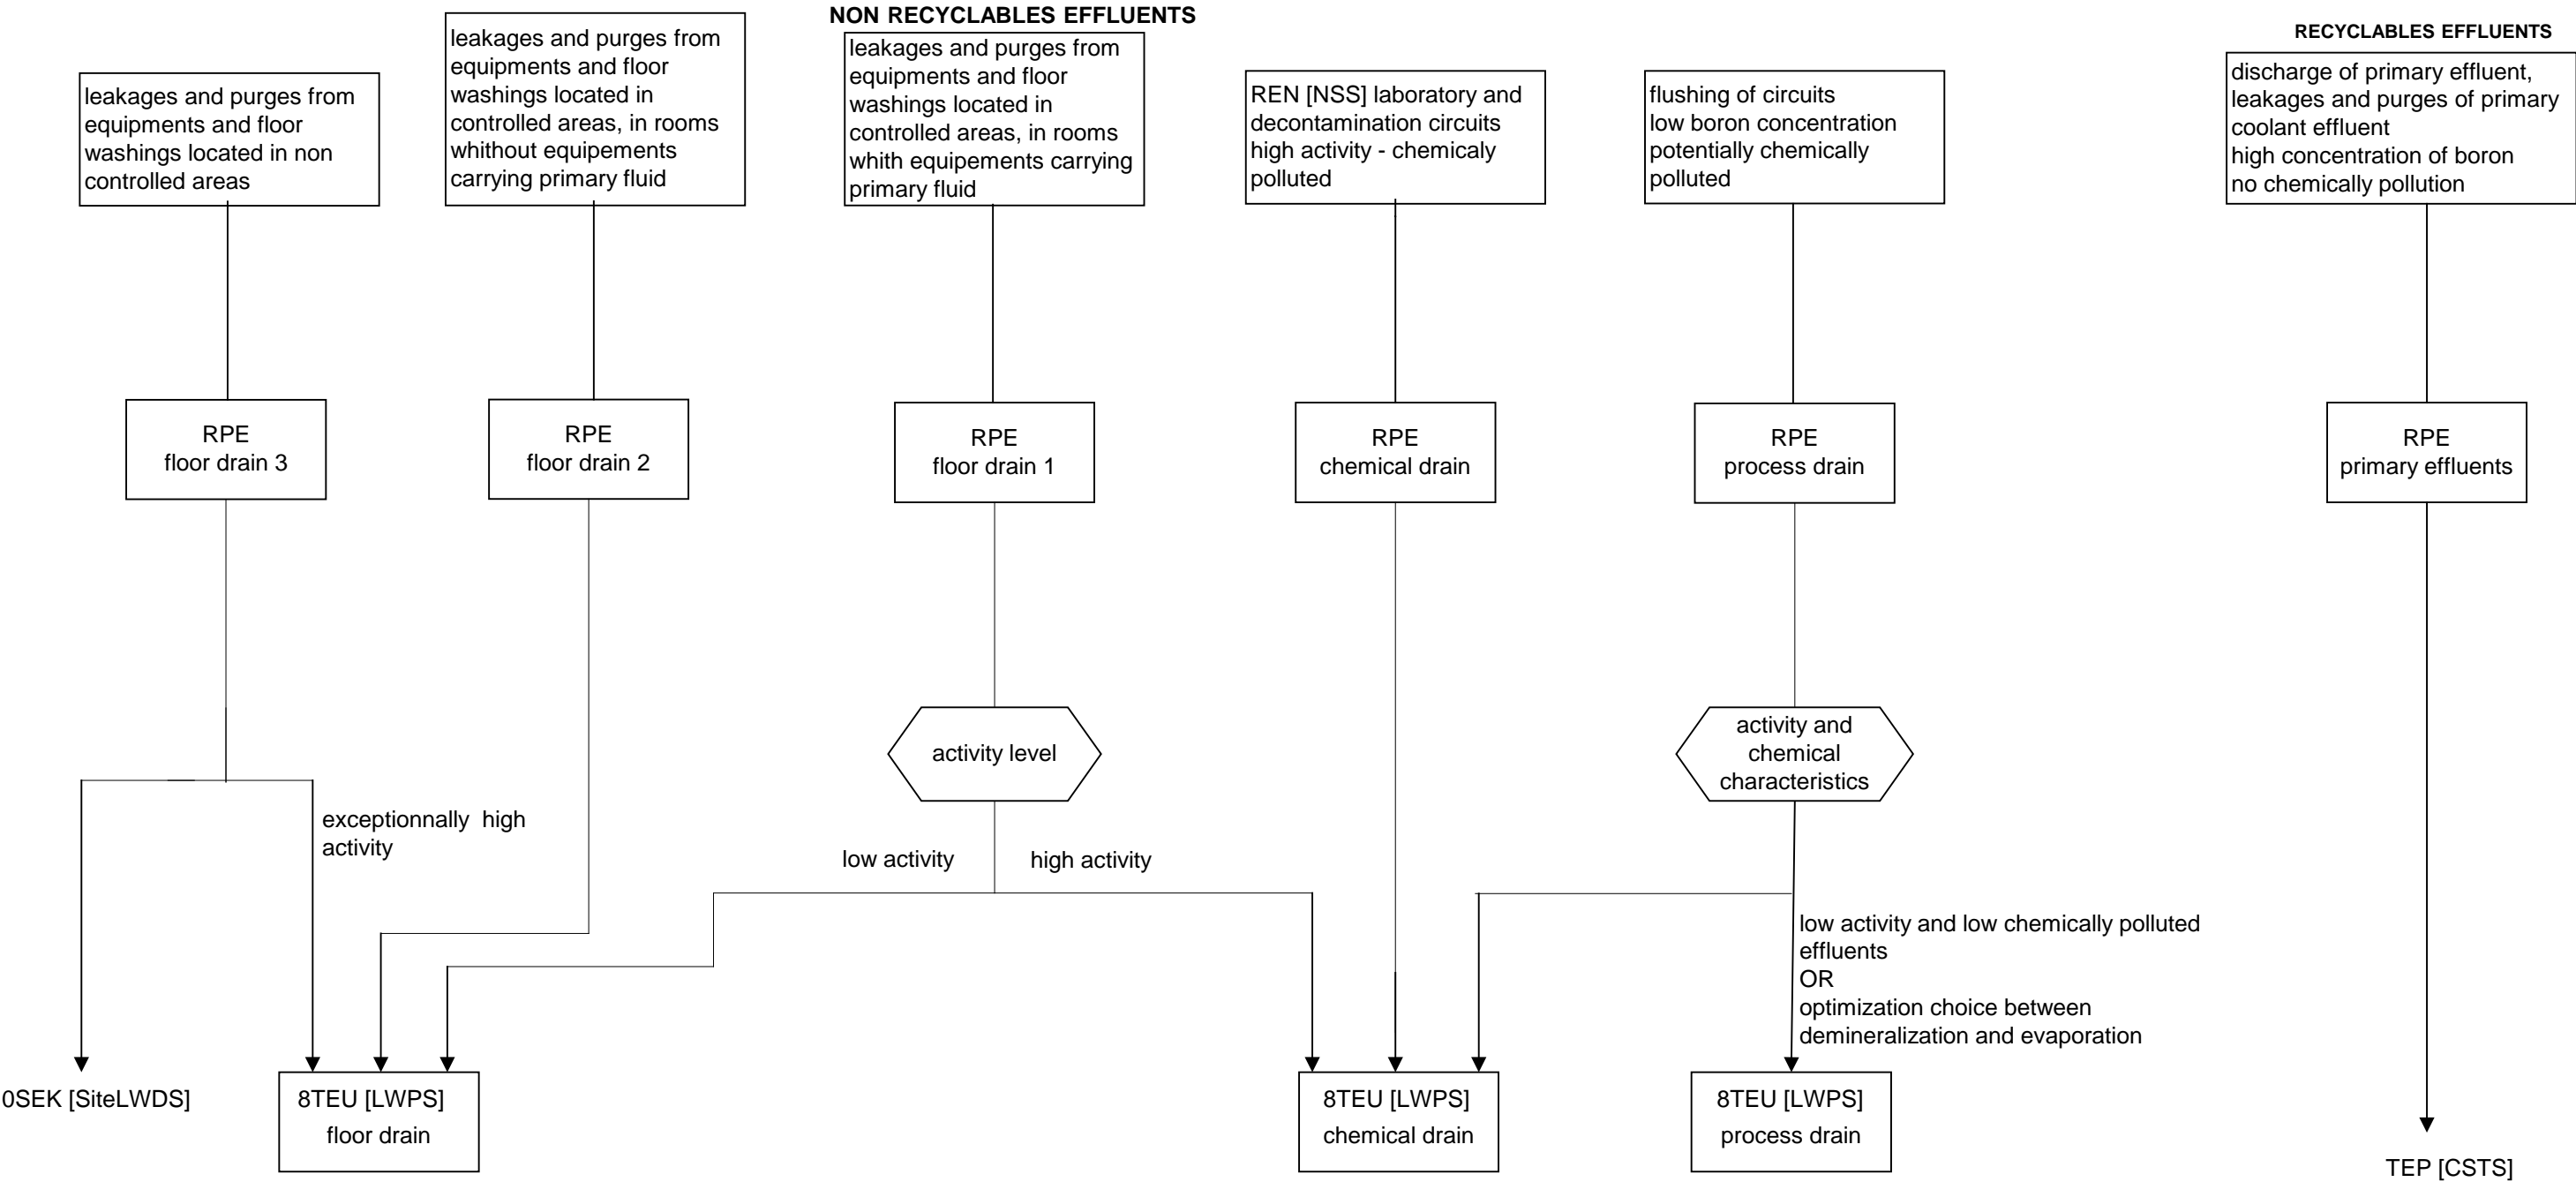 NON RECYCLABLES EFFLUENTS
RECYCLABLES EFFLUENTS
leakages and purges from
equipments and floor
washings located in non
controlled areas
leakages and purges from
equipments and floor
washings located in
controlled areas, in rooms
whithout equipements
carrying primary fluid
leakages and purges from
equipments and floor
washings located in
controlled areas, in rooms
whith equipements carrying
primary fluid
REN [NSS] laboratory and
decontamination circuits
high activity - chemicaly
polluted
flushing of circuits
low boron concentration
potentially chemically
polluted
discharge of primary effluent,
leakages and purges of primary
coolant effluent
high concentration of boron
no chemically pollution
RPE
floor drain 3
RPE
floor drain 2
RPE
floor drain 1
RPE
chemical drain
RPE
process drain
RPE
primary effluents
activity level
activity and
chemical
characteristics
exceptionnally high
activity
low activity
high activity
low activity and low chemically polluted
effluents
OR
optimization choice between
demineralization and evaporation
0SEK [SiteLWDS]
8TEU [LWPS]
floor drain
8TEU [LWPS]
chemical drain
8TEU [LWPS]
process drain
TEP [CSTS]